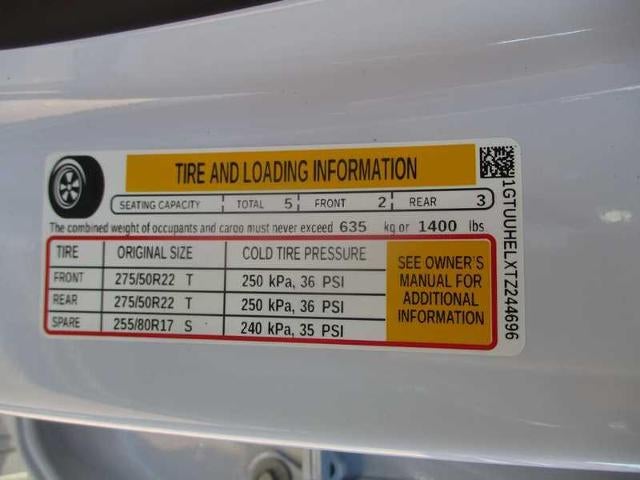 TIRE AND LOADING INFORMATION
SEATING CAPACITY TOTAL 5 FRONT 2 REAR 3
The combined weight of occupants and cargo must never exceed 635 kg or 1400 lbs
TIRE ORIGINAL SIZE COLD TIRE PRESSURE
FRONT 275/50R22 T 250 kPa, 36 PSI
REAR 275/50R22 T 250 kPa, 36 PSI
SPARE 255/80R17 S 240 kPa, 35 PSI
SEE OWNER'S
MANUAL FOR
ADDITIONAL
INFORMATION
1GTUUHELXTZ244696